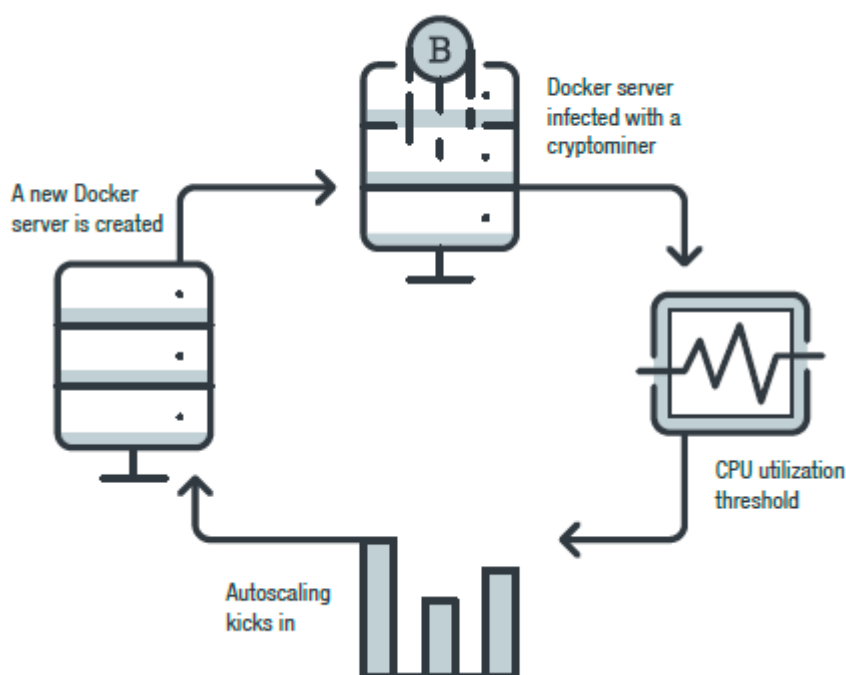 B
Docker server
infected with a
cryptominer
A new Docker
server is created
CPU utilization
threshold
Autoscaling
kicks in